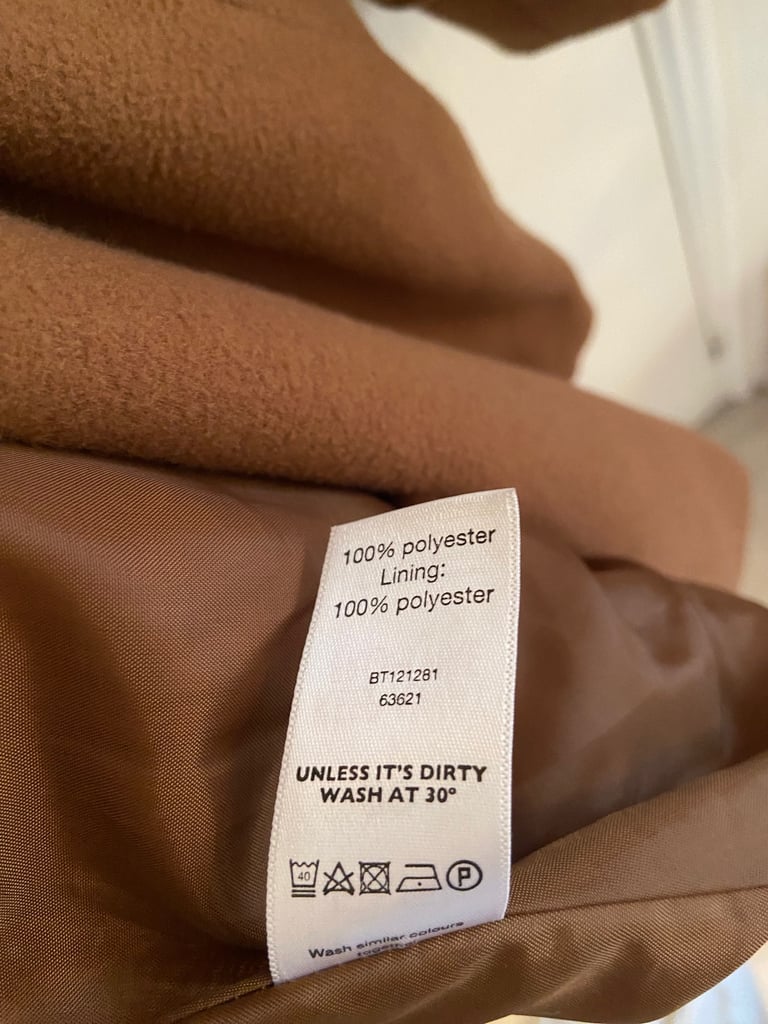 100% polyester
Lining:
100% polyester
BT121281
63621
UNLESS IT'S DIRTY
WASH AT 30°
40 P
Wash similar colours